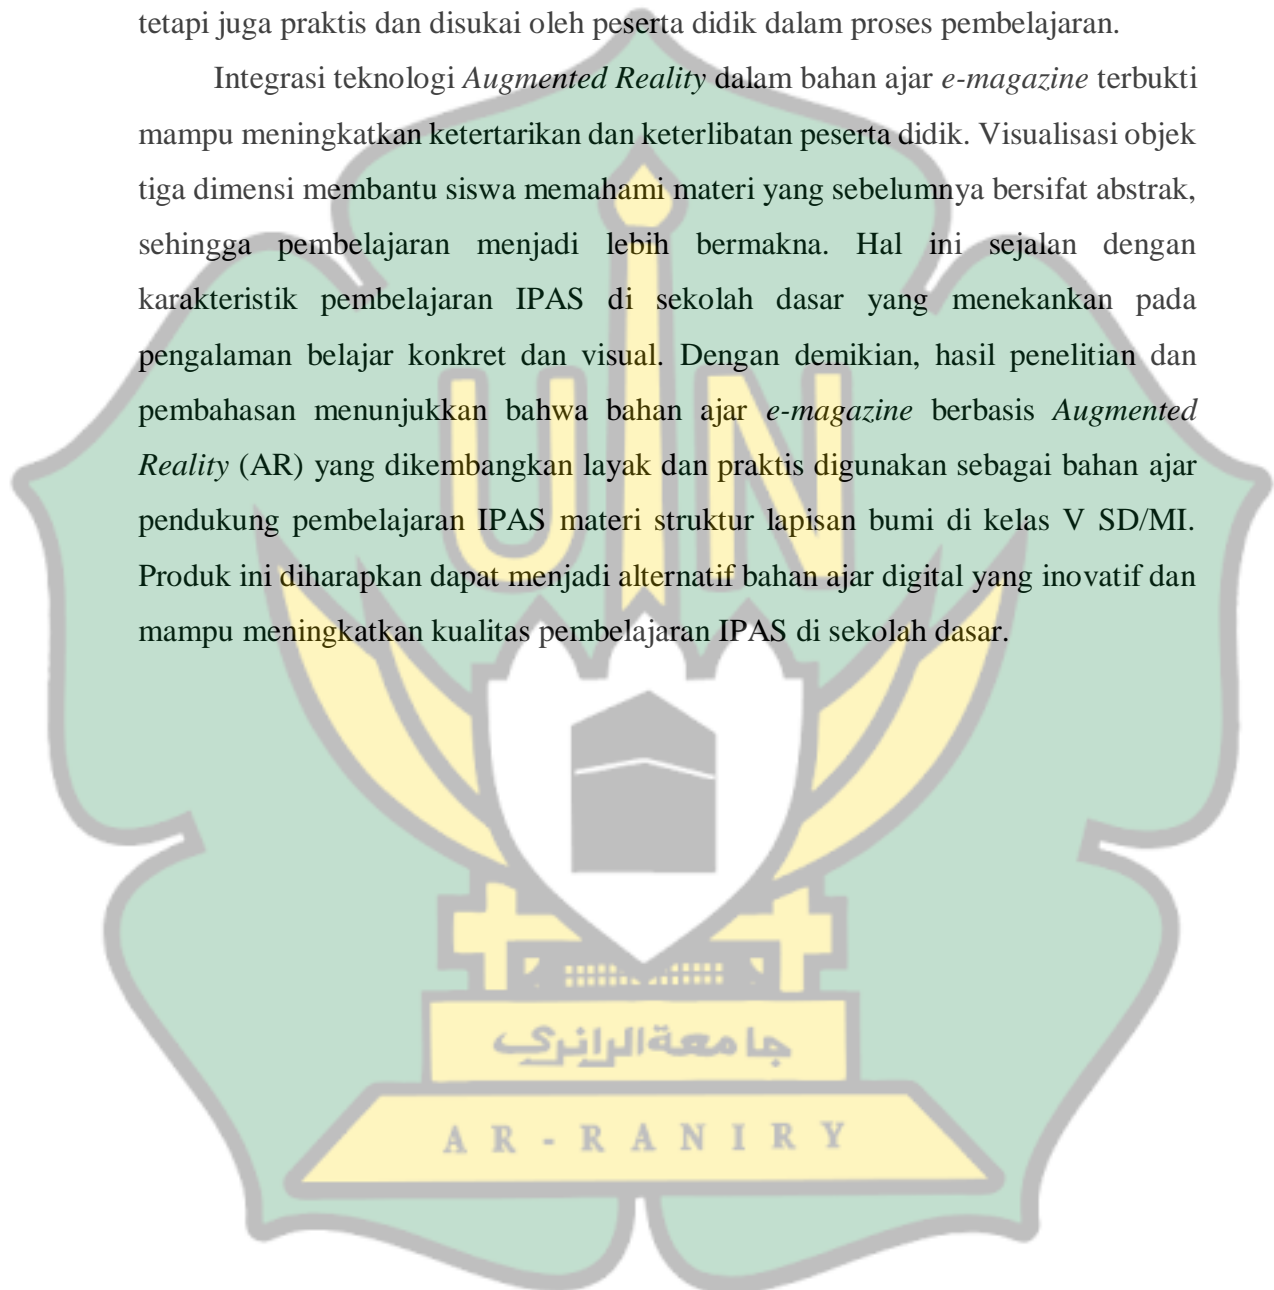 tetapi juga praktis dan disukai oleh peserta didik dalam proses pembelajaran.
Integrasi teknologi Augmented Reality dalam bahan ajar e-magazine terbukti
mampu meningkatkan ketertarikan dan keterlibatan peserta didik. Visualisasi objek
tiga dimensi membantu siswa memahami materi yang sebelumnya bersifat abstrak,
sehingga pembelajaran menjadi lebih bermakna. Hal ini sejalan dengan
karakteristik pembelajaran IPAS di sekolah dasar yang menekankan pada
pengalaman belajar konkret dan visual. Dengan demikian, hasil penelitian dan
pembahasan menunjukkan bahwa bahan ajar e-magazine berbasis Augmented
Reality (AR) yang dikembangkan layak dan praktis digunakan sebagai bahan ajar
pendukung pembelajaran IPAS materi struktur lapisan bumi di kelas V SD/MI.
Produk ini diharapkan dapat menjadi alternatif bahan ajar digital yang inovatif dan
mampu meningkatkan kualitas pembelajaran IPAS di sekolah dasar.
UIN
جامعة الرانري
AR-RANIRY